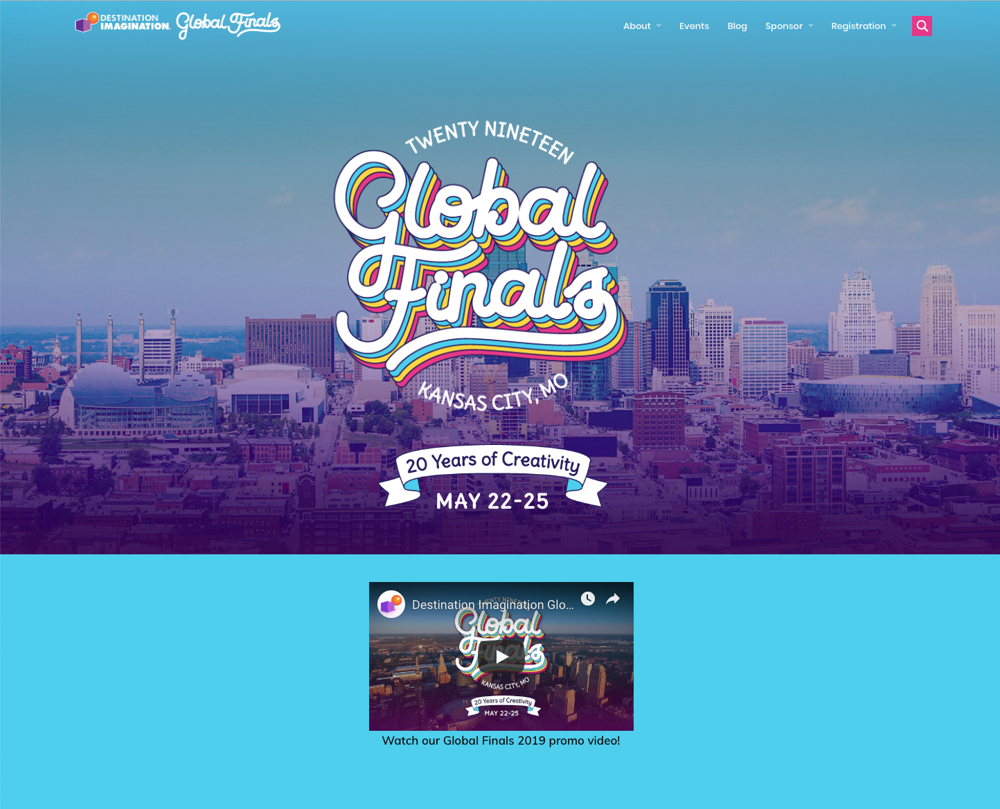 DESTINATION
IMAGINATION.
Global Finals
About
Events
Blog
Sponsor
Registration
TWENTY NINETEEN
Global
Finals
KANSAS CITY, MO
20 Years of Creativity
MAY 22-25
Destination Imagination Glo...
TWENTY NINETEEN
Global
Finals
KANSAS CITY, MO
20 Years of Creativity
MAY 22-25
Watch our Global Finals 2019 promo video!